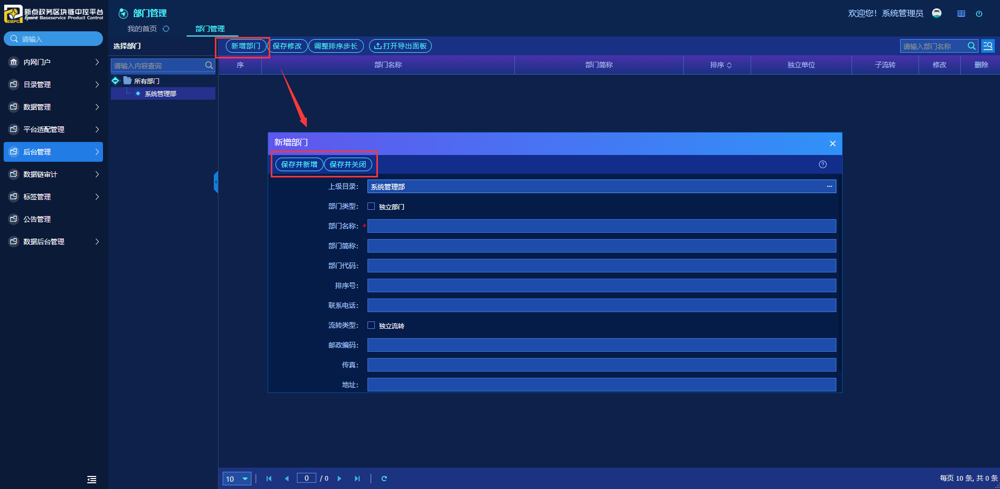 新点政务区块链中控平台
Epoint Baseservice Product Control
EBPC
请输入
内网门户
目录管理
数据管理
平台适配管理
后台管理
数据链审计
标签管理
公告管理
数据后台管理
部门管理
我的首页
部门管理
欢迎您！系统管理员
选择部门
请输入内容查询
所有部门
系统管理部
新增部门
保存修改
调整排序步长
打开导出面板
请输入部门名称
序
部门名称
部门简称
排序
独立单位
子流转
修改
删除
新增部门
保存并新增
保存并关闭
上级目录：
系统管理部
部门类型：
独立部门
部门名称：
*
部门简称：
部门代码：
排序号：
联系电话：
流转类型：
独立流转
邮政编码：
传真：
地址：
10
0
/ 0
每页 10 条, 共 0 条